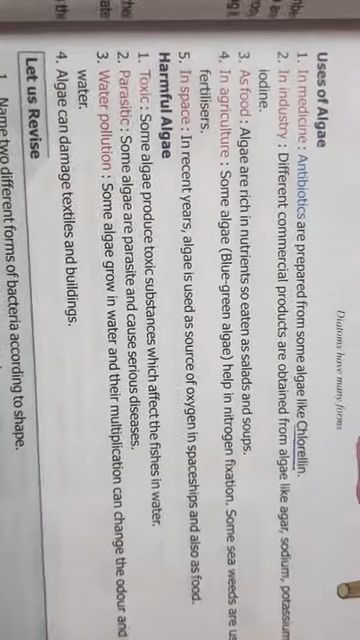 Diatoms have many forms
Uses of Algae
1. In medicine : Antibiotics are prepared from some algae like Chlorellin.
2. In industry : Different commercial products are obtained from algae like agar, sodium,
iodine.
3. As food : Algae are rich in nutrients so eaten as salads and soups.
4. In agriculture : Some algae (Blue-green algae) help in nitrogen fixation. Some sea weeds are
fertilisers.
5. In space : In recent years, algae is used as source of oxygen in spaceships and also as food.
Harmful Algae
1. Toxic : Some algae produce toxic substances which affect the fishes in water.
2. Parasitic : Some algae are parasite and cause serious diseases.
3. Water pollution : Some algae grow in water and their multiplication can change the odour and
water.
4. Algae can damage textiles and buildings.
Let us Revise
1. Name two different forms of bacteria according to shape.